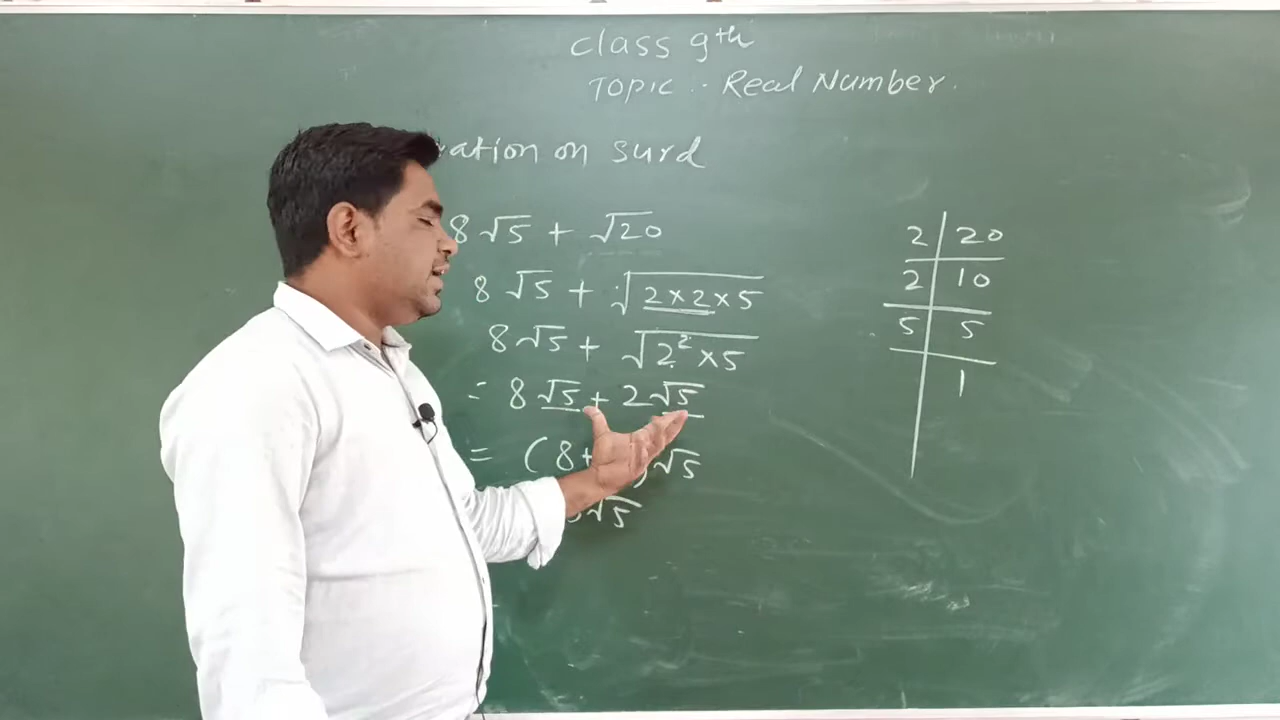 class 9th
TOPIC :- Real Number.
on surd
8√5 + √20
8√5 + √2×2×5
8√5 + √2²×5
= 8√5 + 2√5
= (8+ )√5
√5
2 | 20
2 | 10
5 | 5
1